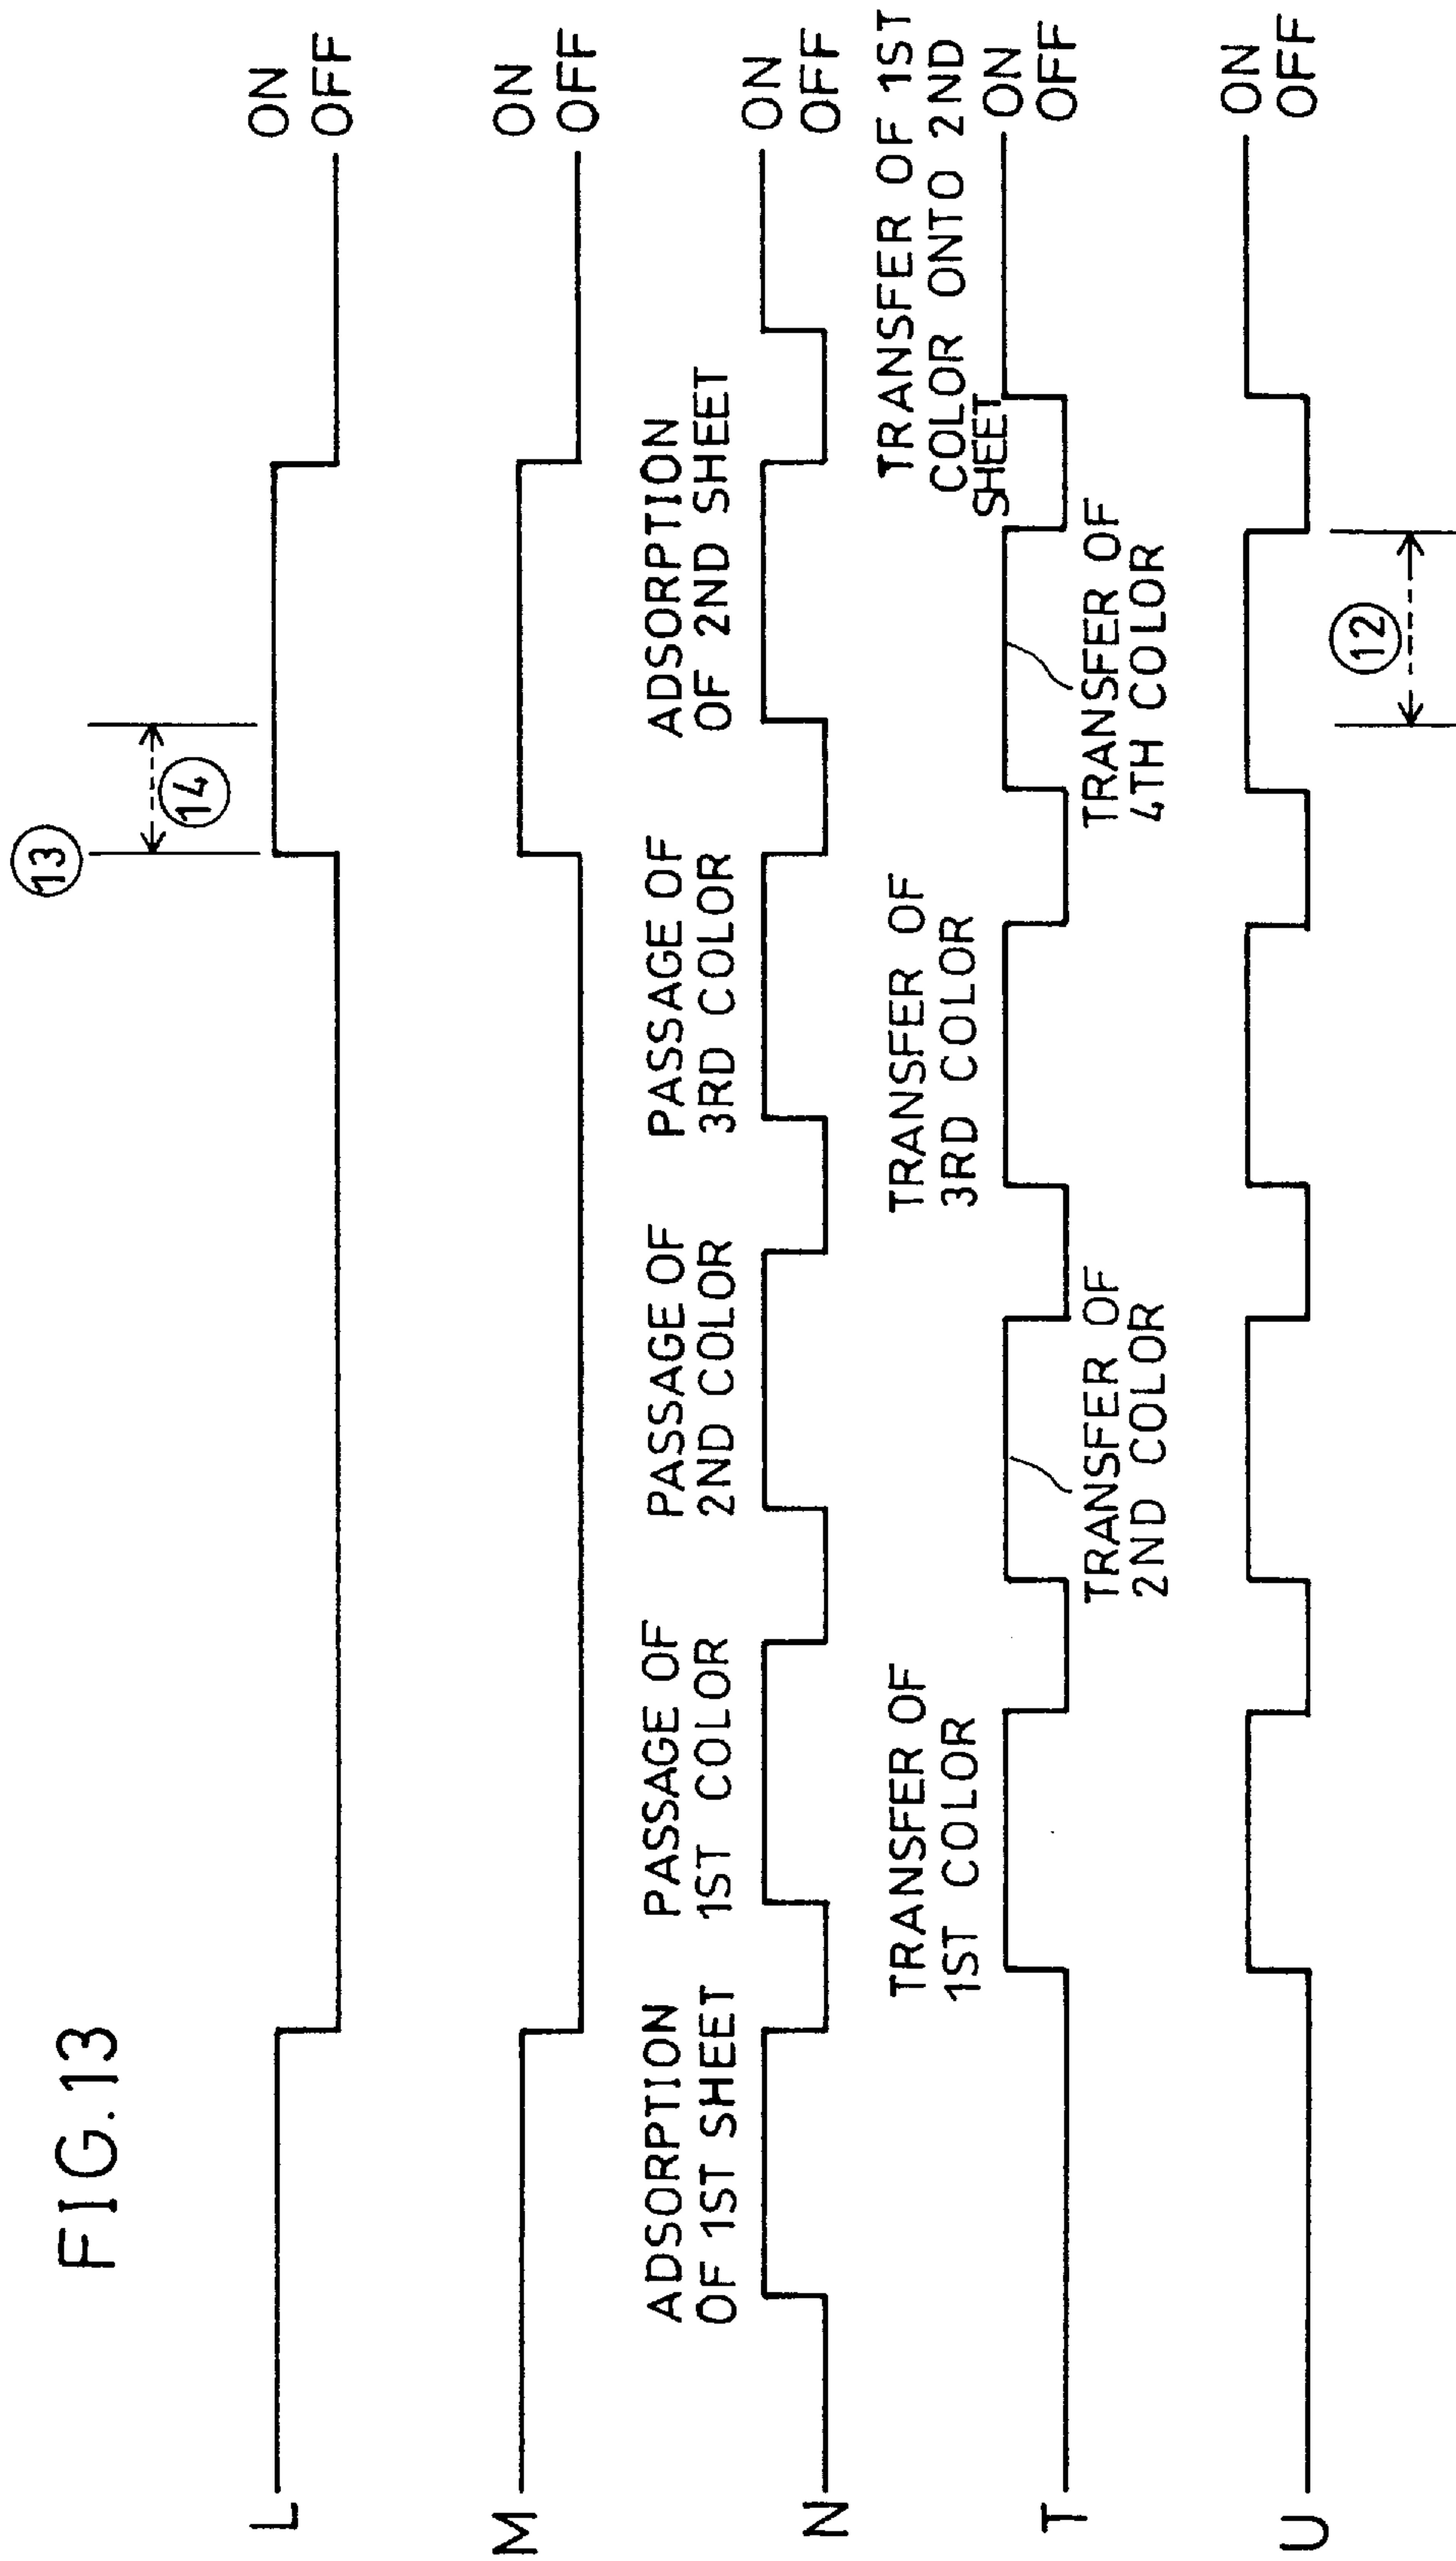 FIG.13
13
14
L
ON
OFF
M
ON
OFF
ADSORPTION
OF 1ST SHEET
PASSAGE OF
1ST COLOR
PASSAGE OF
2ND COLOR
PASSAGE OF
3RD COLOR
ADSORPTION
OF 2ND SHEET
N
ON
OFF
TRANSFER OF
1ST COLOR
TRANSFER OF
3RD COLOR
TRANSFER OF 1ST
COLOR ONTO 2ND
SHEET
T
ON
OFF
TRANSFER OF
2ND COLOR
TRANSFER OF
4TH COLOR
U
ON
OFF
12